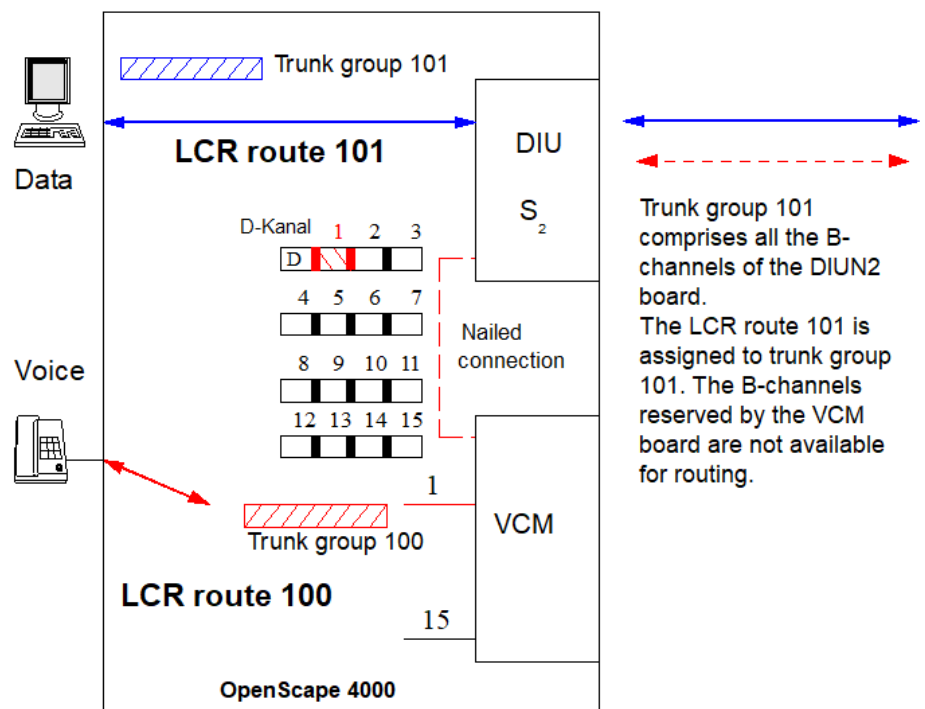 Trunk group 101
Data
LCR route 101
DIU
S2
D-Kanal 1 2 3
D
4 5 6 7
8 9 10 11
12 13 14 15
Nailed
connection
Voice
1
VCM
Trunk group 100
LCR route 100
15
OpenScape 4000
Trunk group 101
comprises all the B-
channels of the DIUN2
board.
The LCR route 101 is
assigned to trunk group
101. The B-channels
reserved by the VCM
board are not available
for routing.